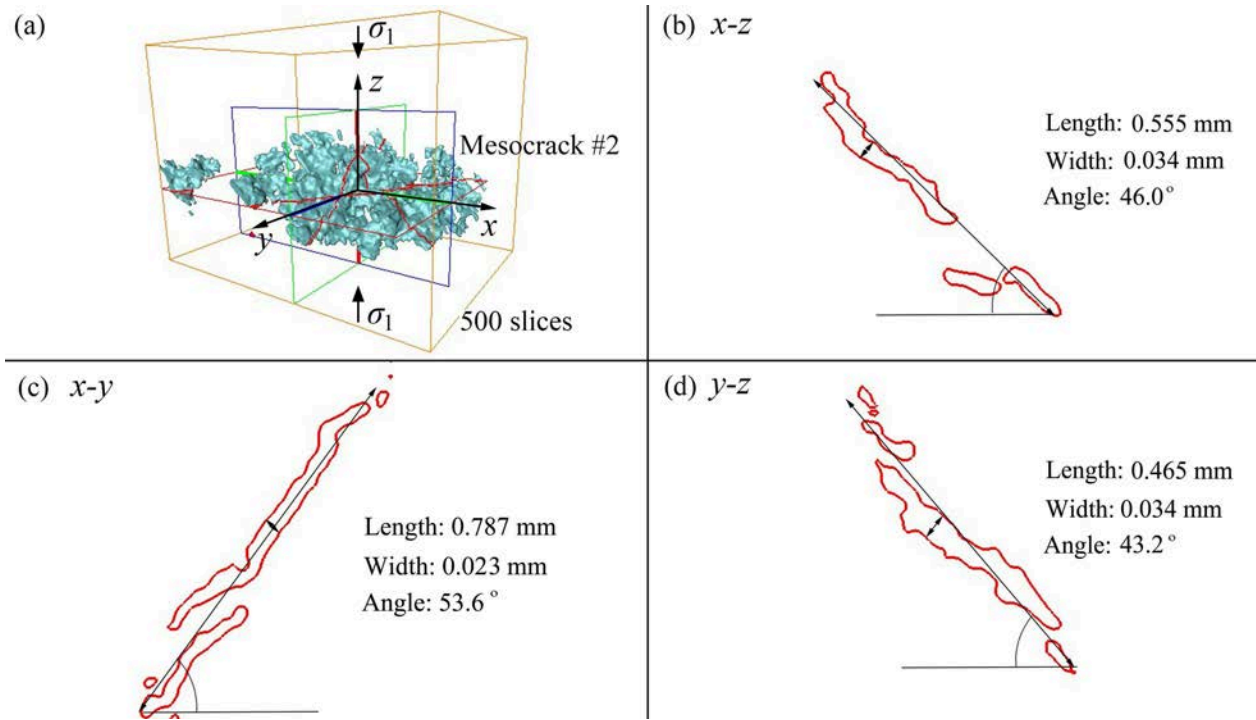 (a)
σ1
z
Mesocrack #2
x
y
σ1
500 slices
(b) x-z
Length: 0.555 mm
Width: 0.034 mm
Angle: 46.0°
(c) x-y
Length: 0.787 mm
Width: 0.023 mm
Angle: 53.6°
(d) y-z
Length: 0.465 mm
Width: 0.034 mm
Angle: 43.2°